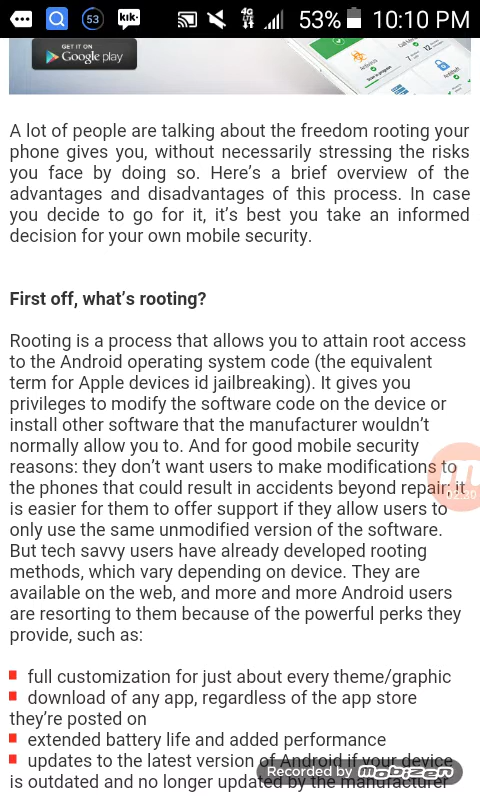 53 kik 4G LTE 53% 10:10 PM
GET IT ON
Google play
A lot of people are talking about the freedom rooting your
phone gives you, without necessarily stressing the risks
you face by doing so. Here's a brief overview of the
advantages and disadvantages of this process. In case
you decide to go for it, it's best you take an informed
decision for your own mobile security.
First off, what's rooting?
Rooting is a process that allows you to attain root access
to the Android operating system code (the equivalent
term for Apple devices id jailbreaking). It gives you
privileges to modify the software code on the device or
install other software that the manufacturer wouldn't
normally allow you to. And for good mobile security
reasons: they don't want users to make modifications to
the phones that could result in accidents beyond repair; it
is easier for them to offer support if they allow users to
only use the same unmodified version of the software.
But tech savvy users have already developed rooting
methods, which vary depending on device. They are
available on the web, and more and more Android users
are resorting to them because of the powerful perks they
provide, such as:
full customization for just about every theme/graphic
download of any app, regardless of the app store
they're posted on
extended battery life and added performance
updates to the latest version of Android if your device
is outdated and no longer updated by the manufacturer
Recorded by Mobizen